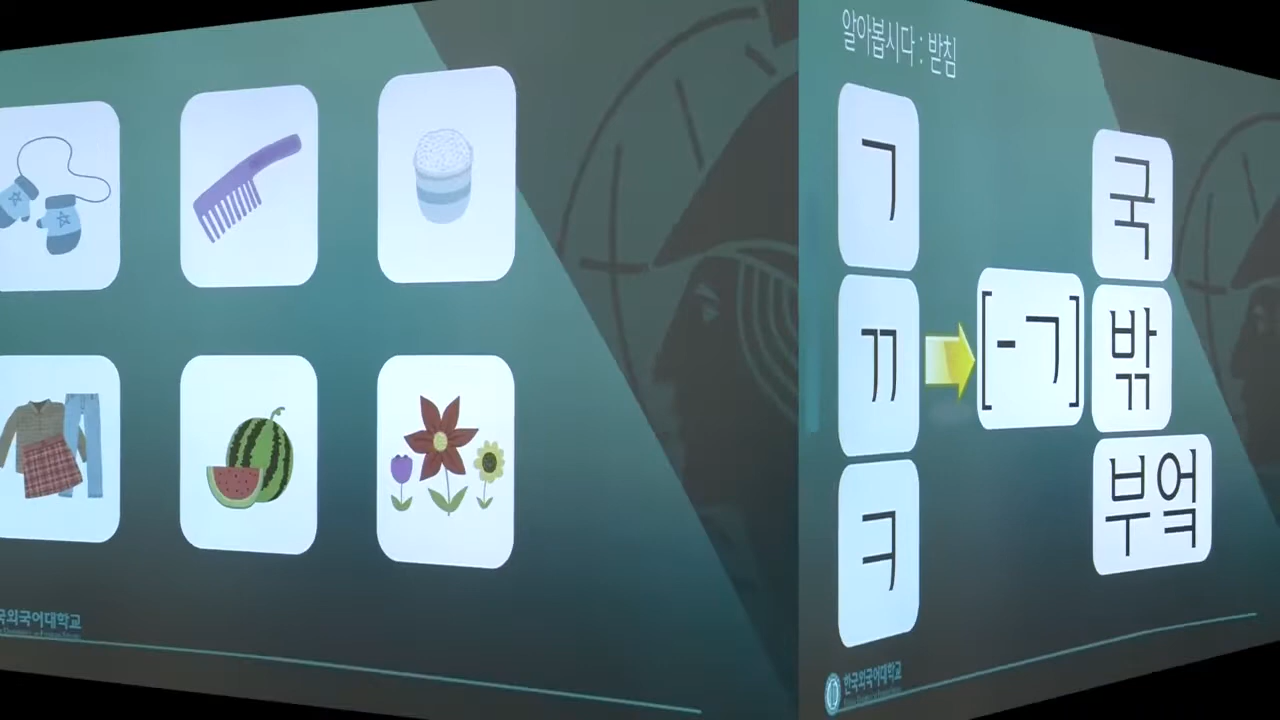 국외국어대학교
알아봅시다 : 받침
ㄱ
ㄲ
ㅋ
[-ㄱ]
국
밖
부엌
한국외국어대학교